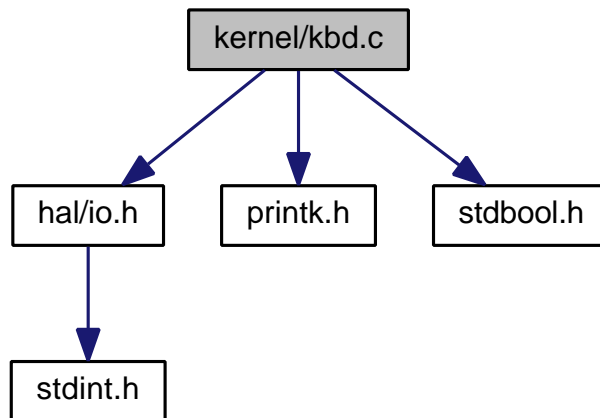 kernel/kbd.c
hal/io.h
printk.h
stdbool.h
stdint.h